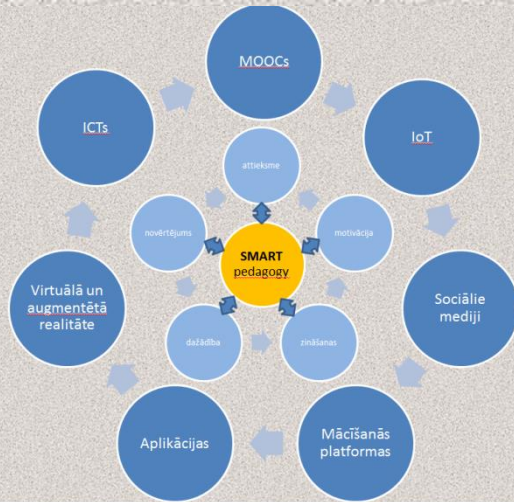 MOOCs
IoT
Sociālie
mediji
Mācīšanās
platformas
Aplikācijas
Virtuālā un
augmentētā
realitāte
ICTs
attieksme
motivācija
zināšanas
dažādība
novērtējums
SMART
pedagogy